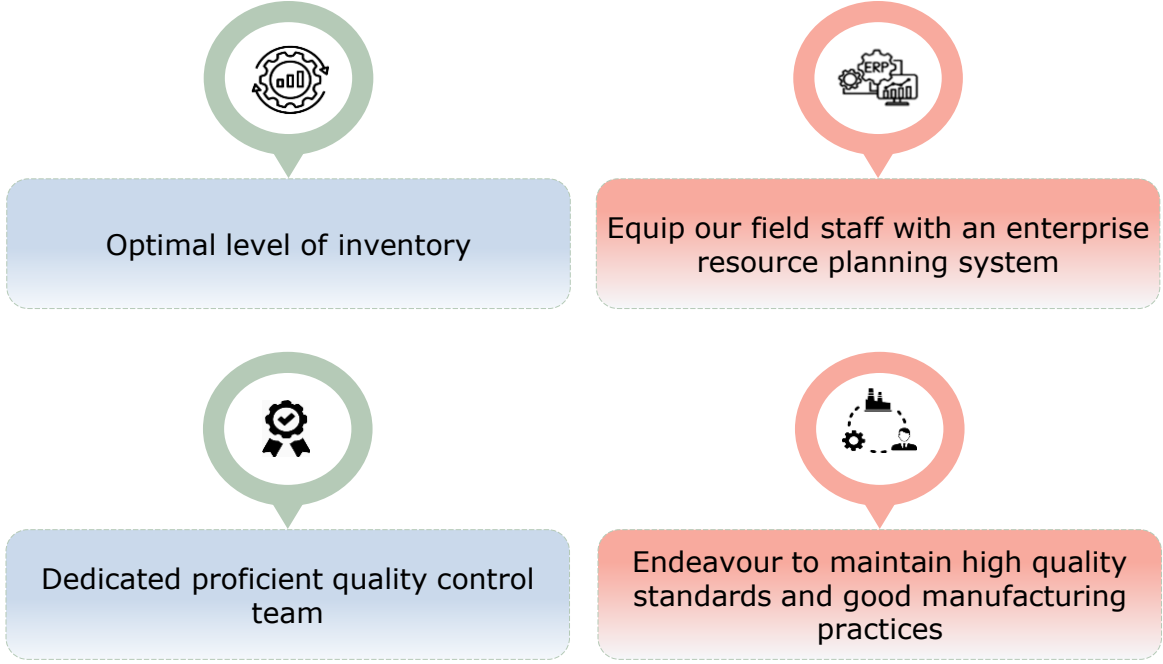 ERP
Optimal level of inventory
Equip our field staff with an enterprise
resource planning system
Dedicated proficient quality control
team
Endeavour to maintain high quality
standards and good manufacturing
practices